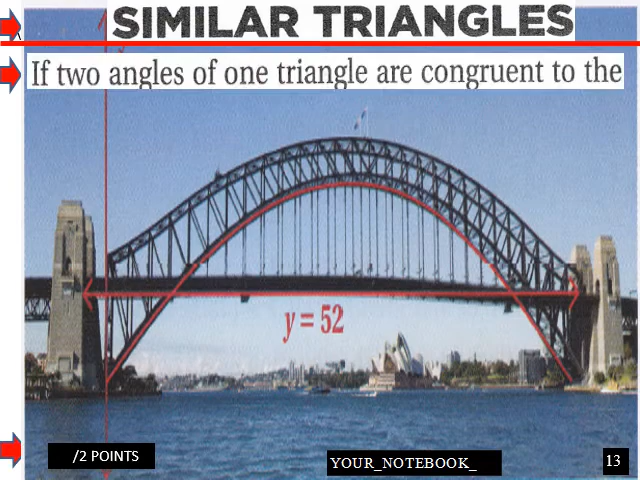 SIMILAR TRIANGLES
If two angles of one triangle are congruent to the
y = 52
/2 POINTS
YOUR_NOTEBOOK_
13